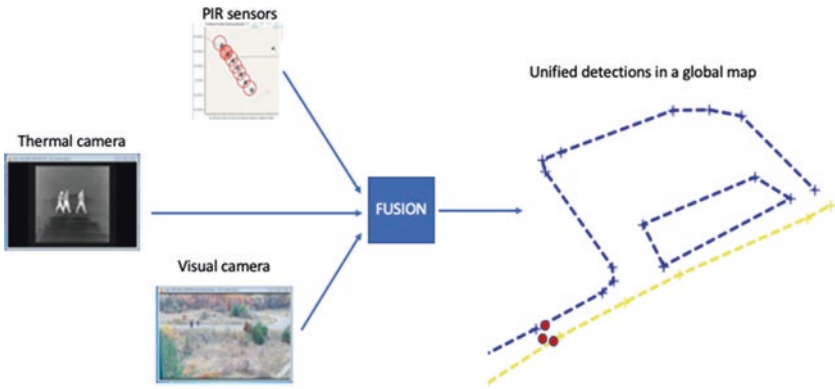 PIR sensors
Unified detections in a global map
Thermal camera
FUSION
Visual camera